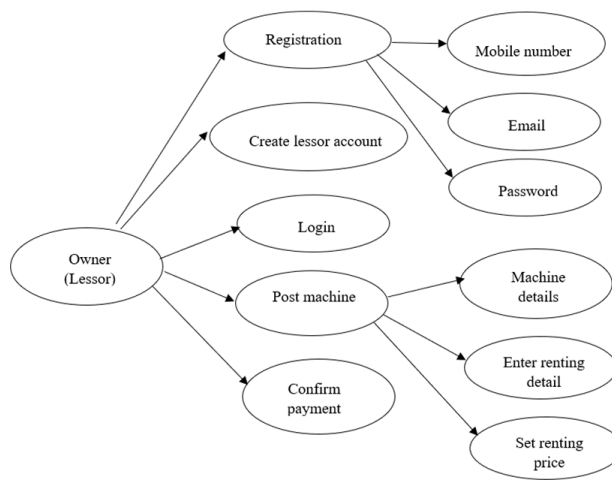 Registration
Mobile number
Email
Create lessor account
Password
Login
Owner
(Lessor)
Machine
details
Post machine
Enter renting
detail
Confirm
payment
Set renting
price